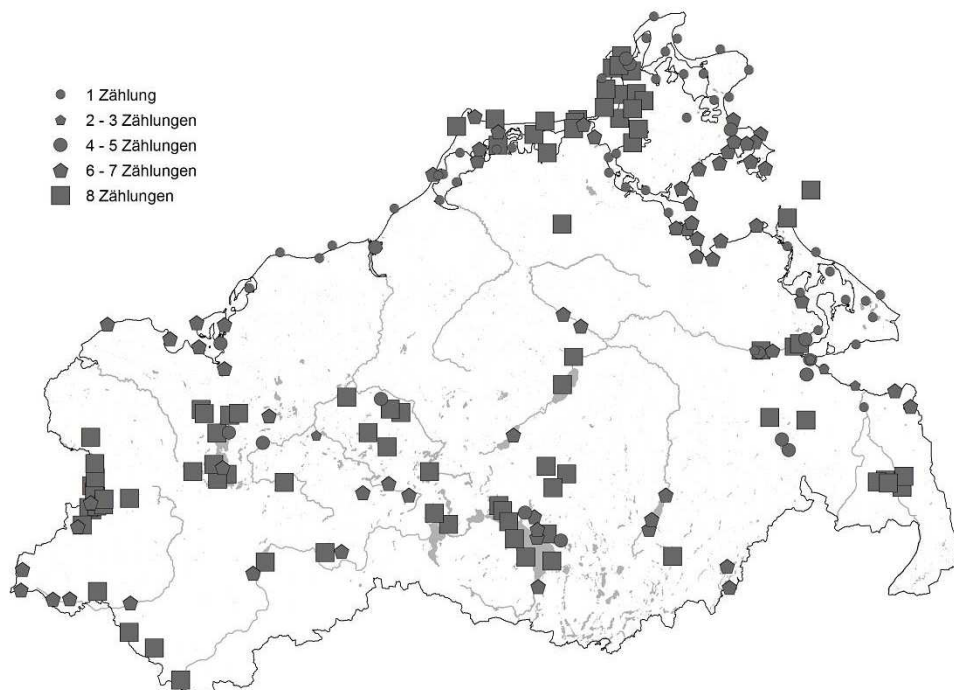 1 Zählung
2 - 3 Zählungen
4 - 5 Zählungen
6 - 7 Zählungen
8 Zählungen